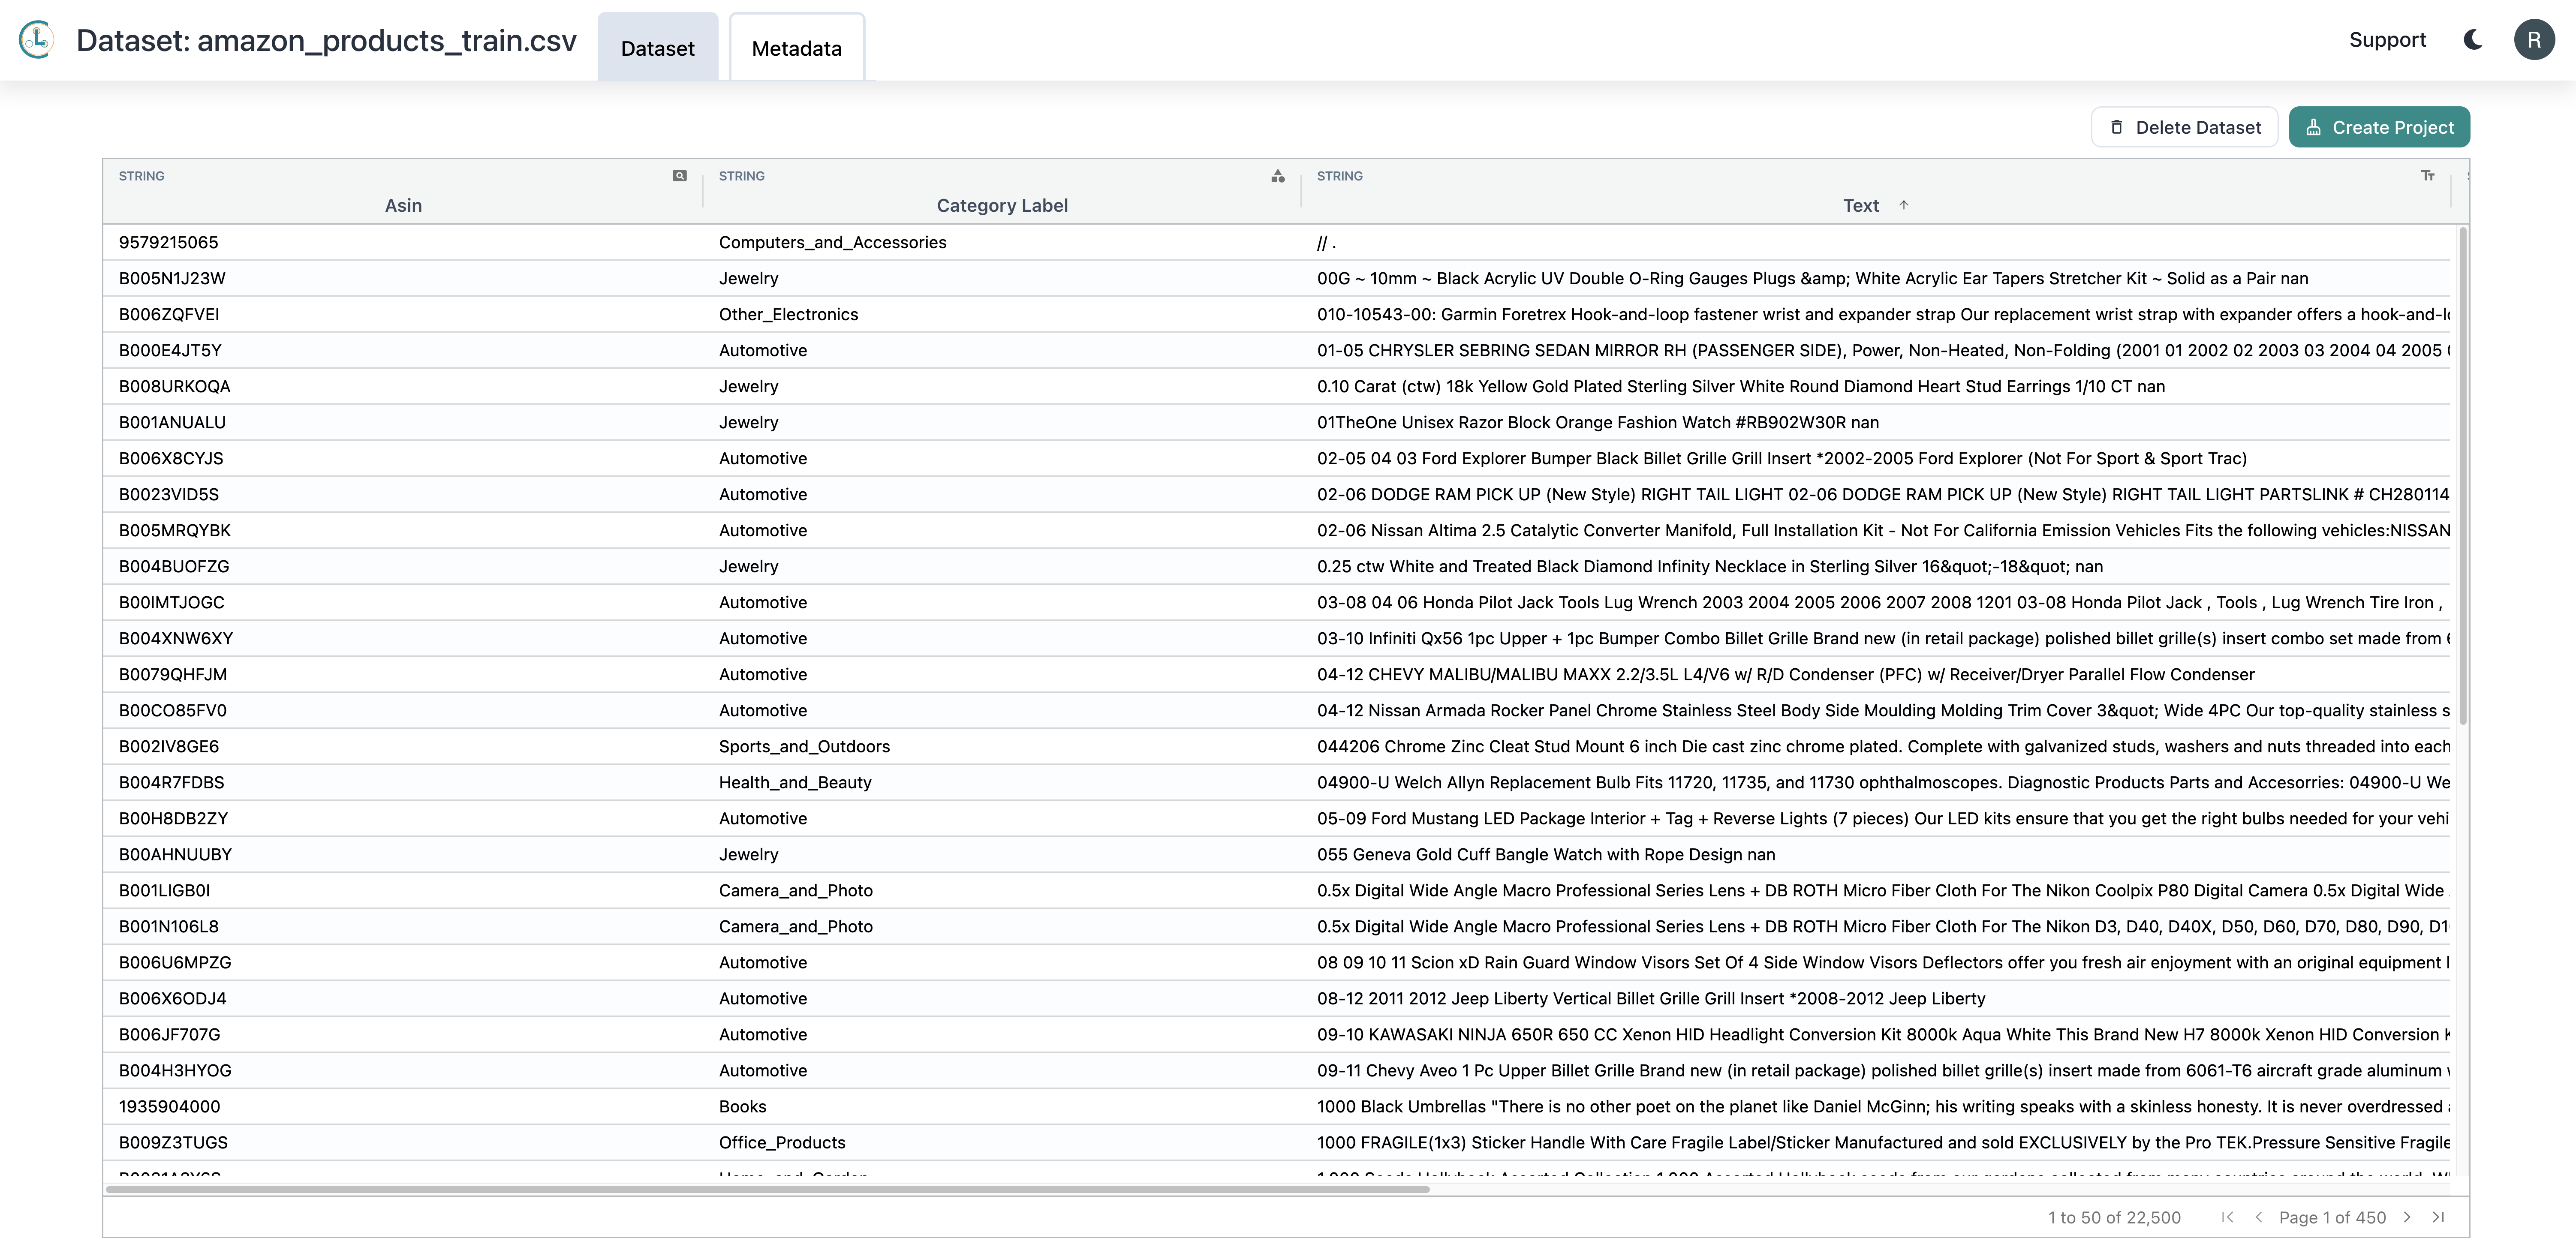 Dataset: amazon_products_train.csv Dataset Metadata Support R
Delete Dataset Create Project
STRING STRING STRING
Asin Category Label Text
9579215065 Computers_and_Accessories // .
B005N1J23W Jewelry 00G ~ 10mm ~ Black Acrylic UV Double O-Ring Gauges Plugs &amp; White Acrylic Ear Tapers Stretcher Kit ~ Solid as a Pair nan
B006ZQFVEI Other_Electronics 010-10543-00: Garmin Foretrex Hook-and-loop fastener wrist and expander strap Our replacement wrist strap with expander offers a hook-and-l
B000E4JT5Y Automotive 01-05 CHRYSLER SEBRING SEDAN MIRROR RH (PASSENGER SIDE), Power, Non-Heated, Non-Folding (2001 01 2002 02 2003 03 2004 04 2005
B008URKOQA Jewelry 0.10 Carat (ctw) 18k Yellow Gold Plated Sterling Silver White Round Diamond Heart Stud Earrings 1/10 CT nan
B001ANUALU Jewelry 01TheOne Unisex Razor Block Orange Fashion Watch #RB902W30R nan
B006X8CYJS Automotive 02-05 04 03 Ford Explorer Bumper Black Billet Grille Grill Insert *2002-2005 Ford Explorer (Not For Sport & Sport Trac)
B0023VID5S Automotive 02-06 DODGE RAM PICK UP (New Style) RIGHT TAIL LIGHT 02-06 DODGE RAM PICK UP (New Style) RIGHT TAIL LIGHT PARTSLINK # CH280114
B005MRQYBK Automotive 02-06 Nissan Altima 2.5 Catalytic Converter Manifold, Full Installation Kit - Not For California Emission Vehicles Fits the following vehicles:NISSAN
B004BUOFZG Jewelry 0.25 ctw White and Treated Black Diamond Infinity Necklace in Sterling Silver 16&quot;-18&quot; nan
B00IMTJOGC Automotive 03-08 04 06 Honda Pilot Jack Tools Lug Wrench 2003 2004 2005 2006 2007 2008 1201 03-08 Honda Pilot Jack , Tools , Lug Wrench Tire Iron ,
B004XNW6XY Automotive 03-10 Infiniti Qx56 1pc Upper + 1pc Bumper Combo Billet Grille Brand new (in retail package) polished billet grille(s) insert combo set made from
B0079QHFJM Automotive 04-12 CHEVY MALIBU/MALIBU MAXX 2.2/3.5L L4/V6 w/ R/D Condenser (PFC) w/ Receiver/Dryer Parallel Flow Condenser
B00CO85FV0 Automotive 04-12 Nissan Armada Rocker Panel Chrome Stainless Steel Body Side Moulding Molding Trim Cover 3&quot; Wide 4PC Our top-quality stainless s
B002IV8GE6 Sports_and_Outdoors 044206 Chrome Zinc Cleat Stud Mount 6 inch Die cast zinc chrome plated. Complete with galvanized studs, washers and nuts threaded into each
B004R7FDBS Health_and_Beauty 04900-U Welch Allyn Replacement Bulb Fits 11720, 11735, and 11730 ophthalmoscopes. Diagnostic Products Parts and Accesorries: 04900-U We
B00H8DB2ZY Automotive 05-09 Ford Mustang LED Package Interior + Tag + Reverse Lights (7 pieces) Our LED kits ensure that you get the right bulbs needed for your vehi
B00AHNUUBY Jewelry 055 Geneva Gold Cuff Bangle Watch with Rope Design nan
B001LIGB0I Camera_and_Photo 0.5x Digital Wide Angle Macro Professional Series Lens + DB ROTH Micro Fiber Cloth For The Nikon Coolpix P80 Digital Camera 0.5x Digital Wide
B001N106L8 Camera_and_Photo 0.5x Digital Wide Angle Macro Professional Series Lens + DB ROTH Micro Fiber Cloth For The Nikon D3, D40, D40X, D50, D60, D70, D80, D90, D1
B006U6MPZG Automotive 08 09 10 11 Scion xD Rain Guard Window Visors Set Of 4 Side Window Visors Deflectors offer you fresh air enjoyment with an original equipment
B006X6ODJ4 Automotive 08-12 2011 2012 Jeep Liberty Vertical Billet Grille Grill Insert *2008-2012 Jeep Liberty
B006JF707G Automotive 09-10 KAWASAKI NINJA 650R 650 CC Xenon HID Headlight Conversion Kit 8000k Aqua White This Brand New H7 8000k Xenon HID Conversion
B004H3HYOG Automotive 09-11 Chevy Aveo 1 Pc Upper Billet Grille Brand new (in retail package) polished billet grille(s) insert made from 6061-T6 aircraft grade aluminum
1935904000 Books 1000 Black Umbrellas "There is no other poet on the planet like Daniel McGinn; his writing speaks with a skinless honesty. It is never overdressed
B009Z3TUGS Office_Products 1000 FRAGILE(1x3) Sticker Handle With Care Fragile Label/Sticker Manufactured and sold EXCLUSIVELY by the Pro TEK.Pressure Sensitive Fragile
1 to 50 of 22,500 Page 1 of 450